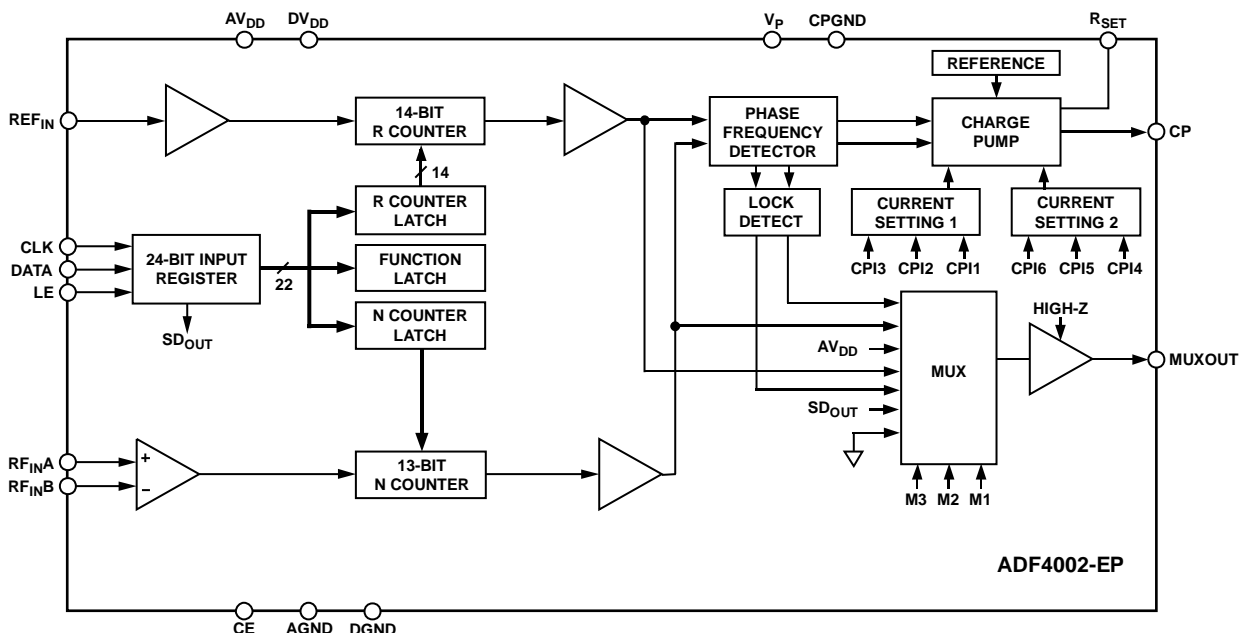 AVDD
DVDD
VP
CPGND
RSET
REFERENCE
REFIN
14-BIT
R COUNTER
PHASE
FREQUENCY
DETECTOR
CHARGE
PUMP
CP
14
R COUNTER
LATCH
LOCK
DETECT
CURRENT
SETTING 1
CURRENT
SETTING 2
CLK
DATA
LE
24-BIT INPUT
REGISTER
22
FUNCTION
LATCH
CPI3
CPI2
CPI1
CPI6
CPI5
CPI4
N COUNTER
LATCH
SDOUT
HIGH-Z
AVDD
MUX
MUXOUT
SDOUT
RFINA
RFINB
+
−
13-BIT
N COUNTER
M3
M2
M1
ADF4002-EP
CE
AGND
DGND